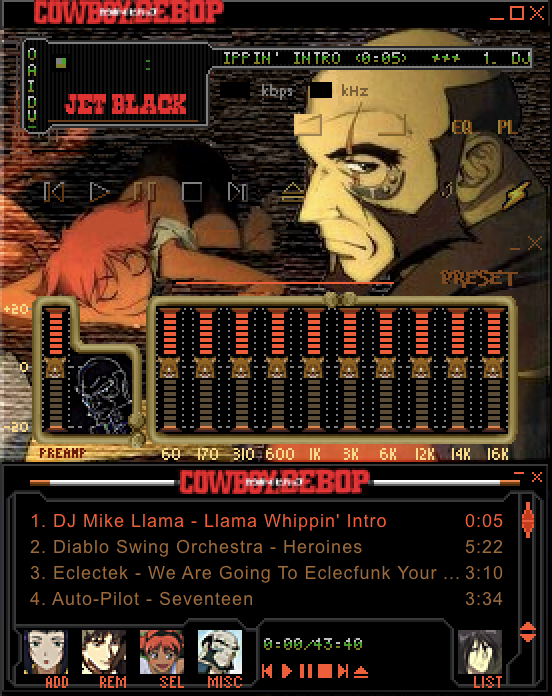 COWBOY BEBOP
O
A
I
D
V
IPPIN' INTRO (0:05) *** 1. DJ
JET BLACK
kbps kHz
EQ PL
PRESET
+20
0
-20
PREAMP 60 170 310 600 1K 3K 6K 12K 14K 16K
COWBOY BEBOP
1. DJ Mike Llama - Llama Whippin' Intro 0:05
2. Diablo Swing Orchestra - Heroines 5:22
3. Eclectek - We Are Going To Eclecfunk Your ... 3:10
4. Auto-Pilot - Seventeen 3:34
0:00/43:40
ADD REM SEL MISC LIST